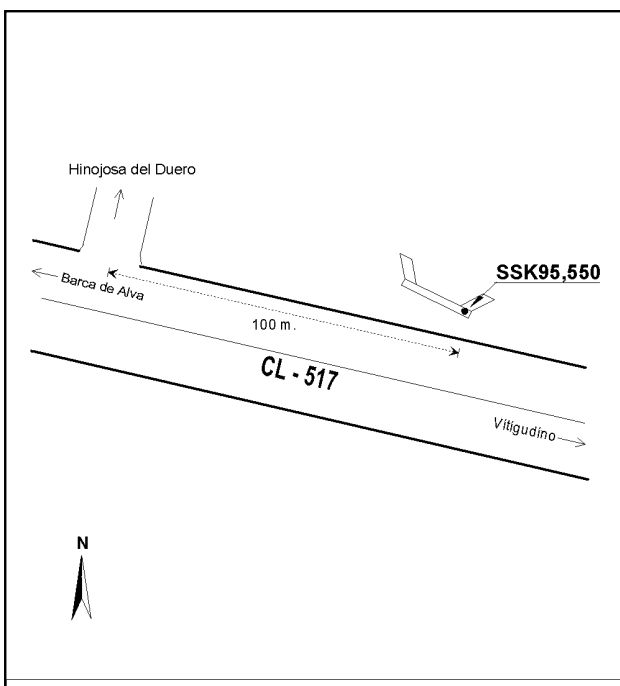 Hinojosa del Duero
SSK95,550
Barca de Alva
100 m.
CL - 517
Vitigudino
N